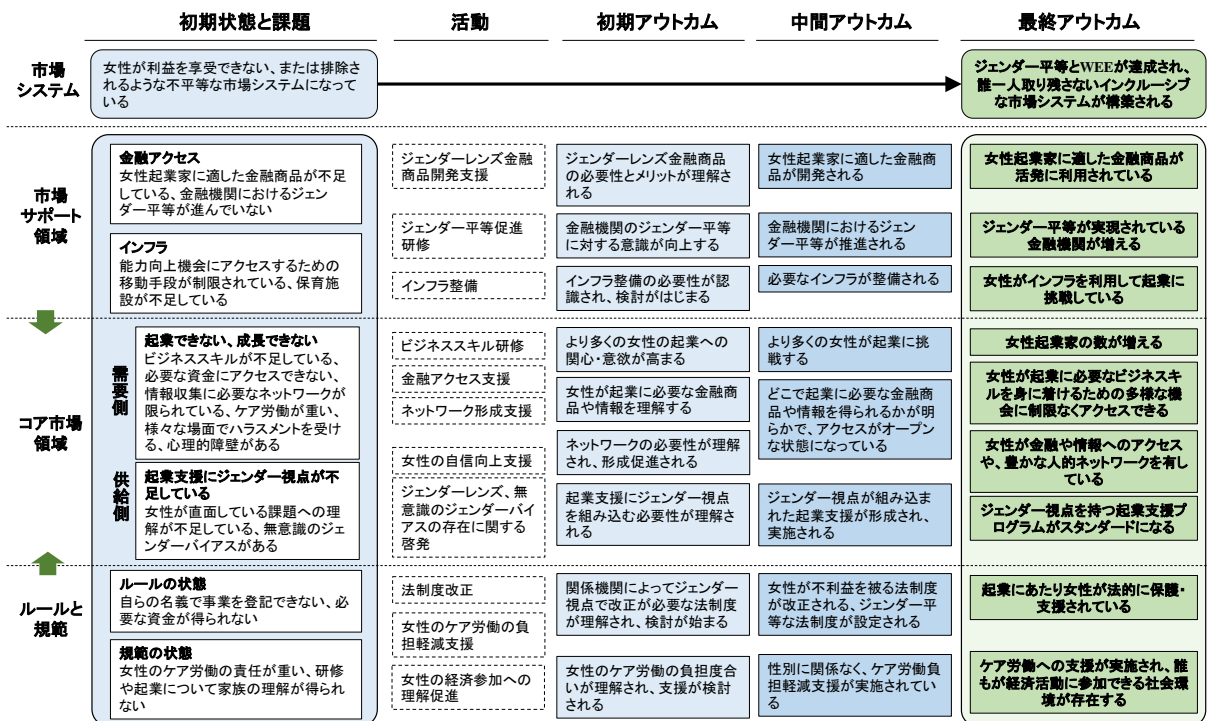 初期状態と課題
活動
初期アウトカム
中間アウトカム
最終アウトカム
市場
システム
女性が利益を享受できない、または排除さ
れるような不平等な市場システムになって
いる
ジェンダー平等とWEEが達成され、
誰一人取り残さないインクルーシブ
な市場システムが構築される
市場
サポート
領域
金融アクセス
女性起業家に適した金融商品が不足
している、金融機関におけるジェン
ダー平等が進んでいない
ジェンダーレンズ金融
商品開発支援
ジェンダーレンズ金融商品
の必要性とメリットが理解さ
れる
女性起業家に適した金融商
品が開発される
女性起業家に適した金融商品が
活発に利用されている
ジェンダー平等促進
研修
金融機関のジェンダー平等
に対する意識が向上する
金融機関におけるジェン
ダー平等が推進される
ジェンダー平等が実現されている
金融機関が増える
インフラ
能力向上機会にアクセスするための
移動手段が制限されている、保育施
設が不足している
インフラ整備
インフラ整備の必要性が認
識され、検討がはじまる
必要なインフラが整備される
女性がインフラを利用して起業に
挑戦している
コア市場
領域
需要側
起業できない、成長できない
ビジネススキルが不足している、
必要な資金にアクセスできない、
情報収集に必要なネットワークが
限られている、ケア労働が重い、
様々な場面でハラスメントを受け
る、心理的障壁がある
ビジネススキル研修
金融アクセス支援
ネットワーク形成支援
女性の自信向上支援
より多くの女性の起業への
関心・意欲が高まる
女性が起業に必要な金融商
品や情報を理解する
ネットワークの必要性が理解
され、形成促進される
より多くの女性が起業に挑
戦する
どこで起業に必要な金融商
品や情報を得られるかが明
らかで、アクセスがオープン
な状態になっている
女性起業家の数が増える
女性が起業に必要なビジネスキ
ルを身に着けるための多様な機
会に制限なくアクセスできる
女性が金融や情報へのアクセス
や、豊かな人的ネットワークを有し
ている
供給側
起業支援にジェンダー視点が不
足している
女性が直面している課題への理
解が不足している、無意識のジェ
ンダーバイアスがある
ジェンダーレンズ、無
意識のジェンダーバイ
アスの存在に関する
啓発
起業支援にジェンダー視点
を組み込む必要性が理解さ
れる
ジェンダー視点が組み込ま
れた起業支援が形成され、
実施される
ジェンダー視点を持つ起業支援プ
ログラムがスタンダードになる
ルールと
規範
ルールの状態
自らの名義で事業を登記できない、必
要な資金が得られない
法制度改正
関係機関によってジェンダー
視点で改正が必要な法制度
が理解され、検討が始まる
女性が不利益を被る法制度
が改正される、ジェンダー平
等な法制度が設定される
起業にあたり女性が法的に保護・
支援されている
女性のケア労働の負
担軽減支援
規範の状態
女性のケア労働の責任が重い、研修
や起業について家族の理解が得られ
ない
女性の経済参加への
理解促進
女性のケア労働の負担度合
いが理解され、支援が検討
される
性別に関係なく、ケア労働負
担軽減支援が実施されてい
る
ケア労働への支援が実施され、誰
もが経済活動に参加できる社会環
境が存在する